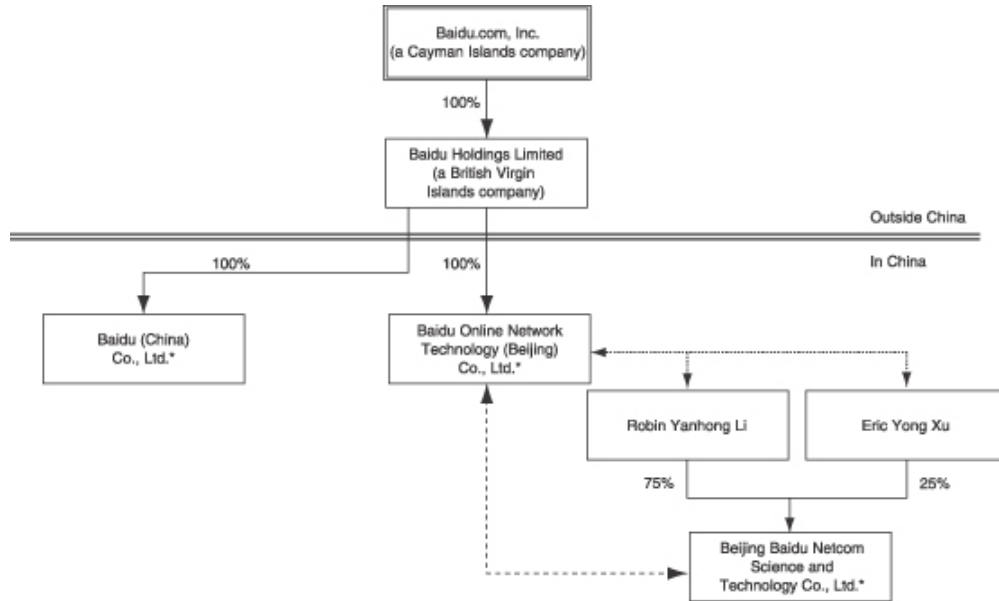 Baidu.com, Inc.
(a Cayman Islands company)
100%
Baidu Holdings Limited
(a British Virgin
Islands company)
Outside China
In China
100%
100%
Baidu (China)
Co., Ltd.*
Baidu Online Network
Technology (Beijing)
Co., Ltd.*
Robin Yanhong Li
Eric Yong Xu
75%
25%
Beijing Baidu Netcom
Science and
Technology Co., Ltd.*